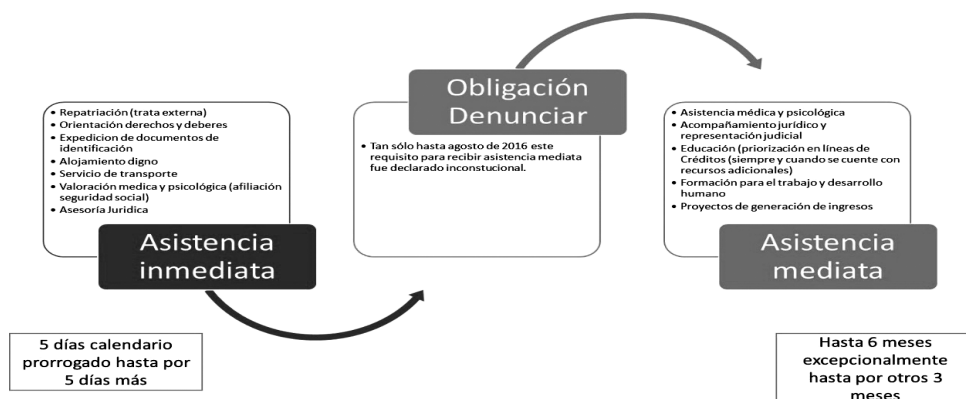 • Repatriación (trata externa)
• Orientación derechos y deberes
• Expedicion de documentos de
identificación
• Alojamiento digno
• Servicio de transporte
• Valoración medica y psicológica (afiliación
seguridad social)
• Asesoría Juridica
Asistencia
inmediata
5 días calendario
prorrogado hasta por
5 días más
Obligación
Denunciar
• Tan sólo hasta agosto de 2016 este
requisito para recibir asistencia mediata
fue declarado inconstucional.
• Asistencia médica y psicológica
• Acompañamiento jurídico y
representación judicial
• Educación (priorización en líneas de
Créditos (siempre y cuando se cuente con
recursos adicionales)
• Formación para el trabajo y desarrollo
humano
• Proyectos de generación de ingresos
Asistencia
mediata
Hasta 6 meses
excepcionalmente
hasta por otros 3
meses